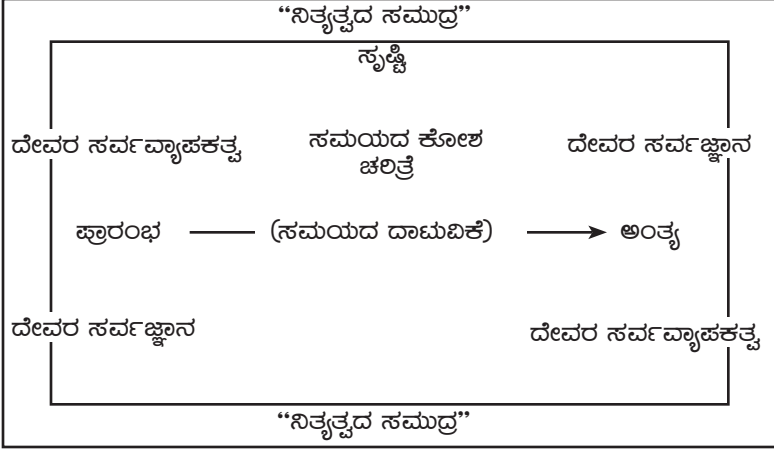 “ನಿತ್ಯತ್ವದ ಸಮುದ್ರ”
ಸೃಷ್ಟಿ
ದೇವರ ಸರ್ವವ್ಯಾಪಕತ್ವ
ಸಮಯದ ಕೋಶ
ಚರಿತ್ರೆ
ದೇವರ ಸರ್ವಜ್ಞಾನ
ಪ್ರಾರಂಭ (ಸಮಯದ ದಾಟುವಿಕೆ) ಅಂತ್ಯ
ದೇವರ ಸರ್ವಜ್ಞಾನ
ದೇವರ ಸರ್ವವ್ಯಾಪಕತ್ವ
“ನಿತ್ಯತ್ವದ ಸಮುದ್ರ”